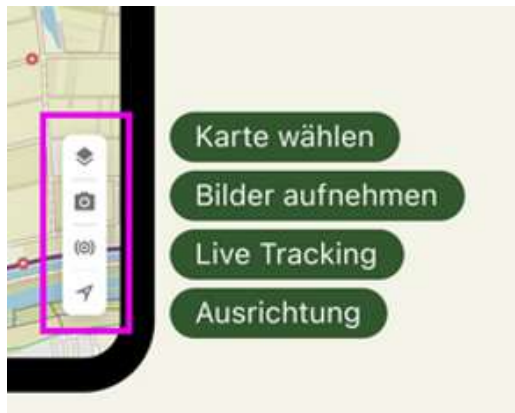 Karte wählen
Bilder aufnehmen
Live Tracking
Ausrichtung